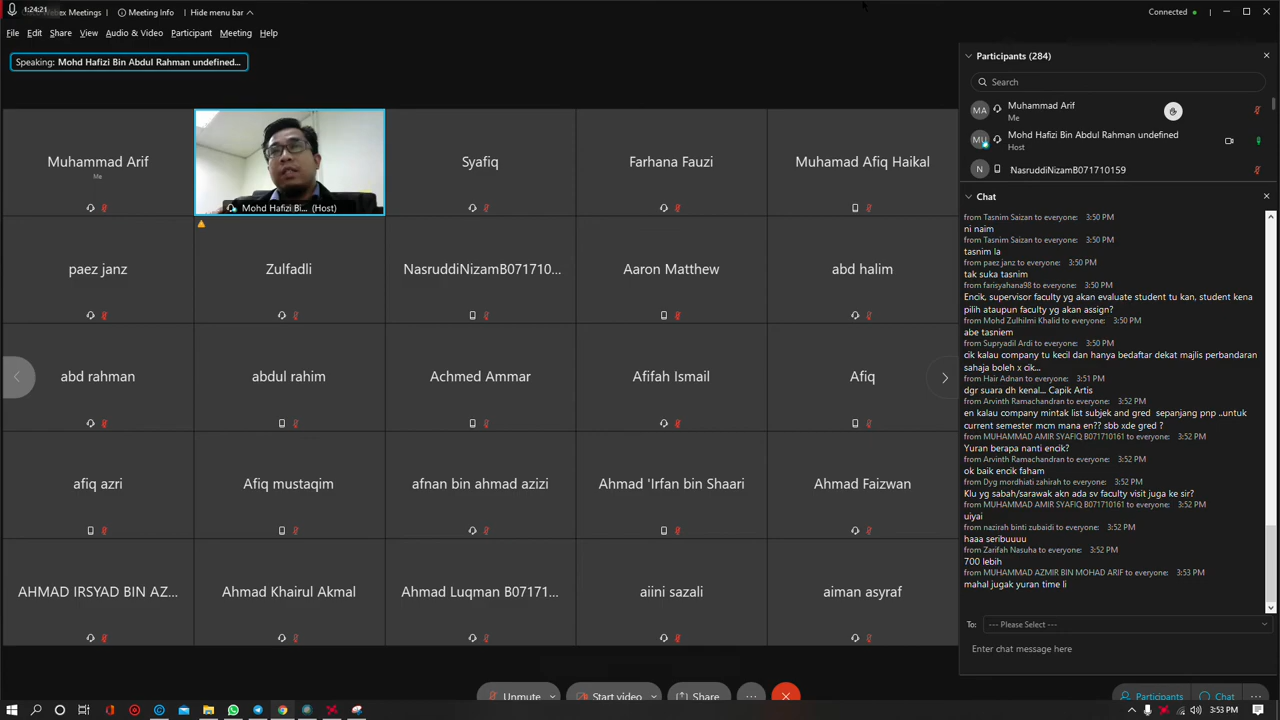 1:24:21
ebex Meetings
Meeting Info
Hide menu bar
Connected
File Edit Share View Audio & Video Participant Meeting Help
Speaking: Mohd Hafizi Bin Abdul Rahman undefined...
Muhammad Arif
Me
Mohd Hafizi Bi... (Host)
Syafiq
Farhana Fauzi
Muhamad Afiq Haikal
paez janz
Zulfadli
NasruddiNizamB071710...
Aaron Matthew
abd halim
abd rahman
abdul rahim
Achmed Ammar
Afifah Ismail
Afiq
afiq azri
Afiq mustaqim
afnan bin ahmad azizi
Ahmad 'Irfan bin Shaari
Ahmad Faizwan
AHMAD IRSYAD BIN AZ...
Ahmad Khairul Akmal
Ahmad Luqman B07171...
aiini sazali
aiman asyraf
Unmute
Start video
Share
Participants (284)
Search
MA
Muhammad Arif
Me
MU
Mohd Hafizi Bin Abdul Rahman undefined
Host
N
NasruddiNizamB071710159
Chat
from Tasnim Saizan to everyone: 3:50 PM
ni naim
from Tasnim Saizan to everyone: 3:50 PM
tasnim la
from paez janz to everyone: 3:50 PM
tak suka tasnim
from farisyahana98 to everyone: 3:50 PM
Encik, supervisor faculty yg akan evaluate student tu kan, student kena
pilih ataupun faculty yg akan assign?
from Mohd Zulhilmi Khalid to everyone: 3:50 PM
abe tasniem
from Supryadil Ardi to everyone: 3:50 PM
cik kalau company tu kecil dan hanya bedaftar dekat majlis perbandaran
sahaja boleh x cik...
from Hair Adnan to everyone: 3:51 PM
dgr suara dh kenal... Capik Artis
from Arvinth Ramachandran to everyone: 3:52 PM
en kalau company mintak list subjek and gred sepanjang pnp ..untuk
current semester mcm mana en?? sbb xde gred ?
from MUHAMMAD AMIR SYAFIQ B071710161 to everyone: 3:52 PM
Yuran berapa nanti encik?
from Arvinth Ramachandran to everyone: 3:52 PM
ok baik encik faham
from Dyg mordhiati zahirah to everyone: 3:52 PM
Klu yg sabah/sarawak akn ada sv faculty visit juga ke sir?
from MUHAMMAD AMIR SYAFIQ B071710161 to everyone: 3:52 PM
uiyai
from nazirah binti zubaidi to everyone: 3:52 PM
haaa seribuuuu
from Zarifah Nasuha to everyone: 3:52 PM
700 lebih
from MUHAMMAD AZMIR BIN MOHAD ARIF to everyone: 3:53 PM
mahal jugak yuran time li
To: --- Please Select ---
Enter chat message here
Participants
Chat
3:53 PM